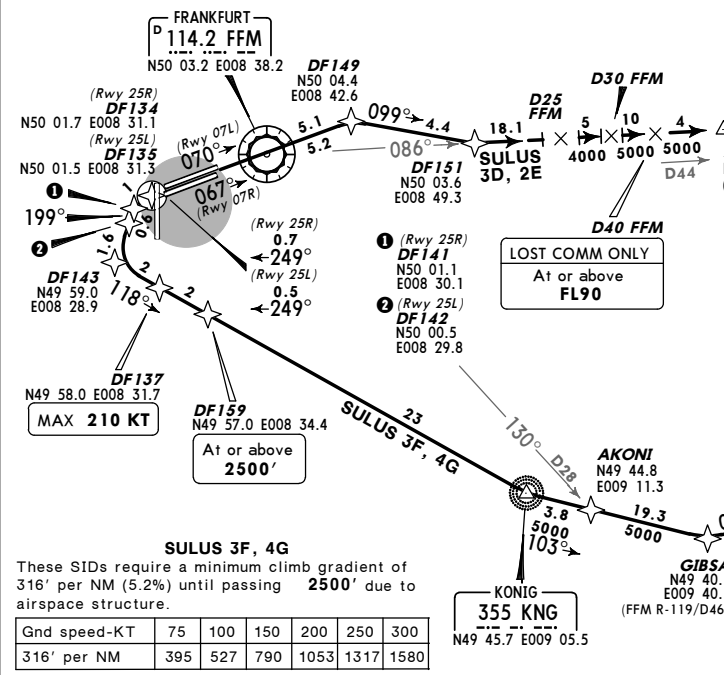 FRANKFURT
D 114.2 FFM
N50 03.2 E008 38.2
DF149
N50 04.4
E008 42.6
D30 FFM
D25
FFM
(Rwy 25R)
DF134
N50 01.7 E008 31.1
(Rwy 25L)
DF135
N50 01.5 E008 31.3
(Rwy 07L)
070°
067°
(Rwy 07R)
5.1
5.2
099°
4.4
086°
18.1
SULUS
3D, 2E
5
4000
10
5000
4
5000
D44
DF151
N50 03.6
E008 49.3
D40 FFM
LOST COMM ONLY
At or above
FL90
1
199°
2
1
0.6
1.6
(Rwy 25R)
0.7
249°
(Rwy 25L)
0.5
249°
1 (Rwy 25R)
DF141
N50 01.1
E008 30.1
2 (Rwy 25L)
DF142
N50 00.5
E008 29.8
DF143
N49 59.0
E008 28.9
118°
2
2
DF137
N49 58.0 E008 31.7
MAX 210 KT
DF159
N49 57.0 E008 34.4
At or above
2500'
23
SULUS 3F, 4G
130°
D28
AKONI
N49 44.8
E009 11.3
3.8
5000
103°
19.3
5000
KONIG
355 KNG
N49 45.7 E009 05.5
GIBSA
N49 40.
E009 40.
(FFM R-119/D46
SULUS 3F, 4G
These SIDs require a minimum climb gradient of
316' per NM (5.2%) until passing 2500' due to
airspace structure.
Gnd speed-KT 75 100 150 200 250 300
316' per NM 395 527 790 1053 1317 1580